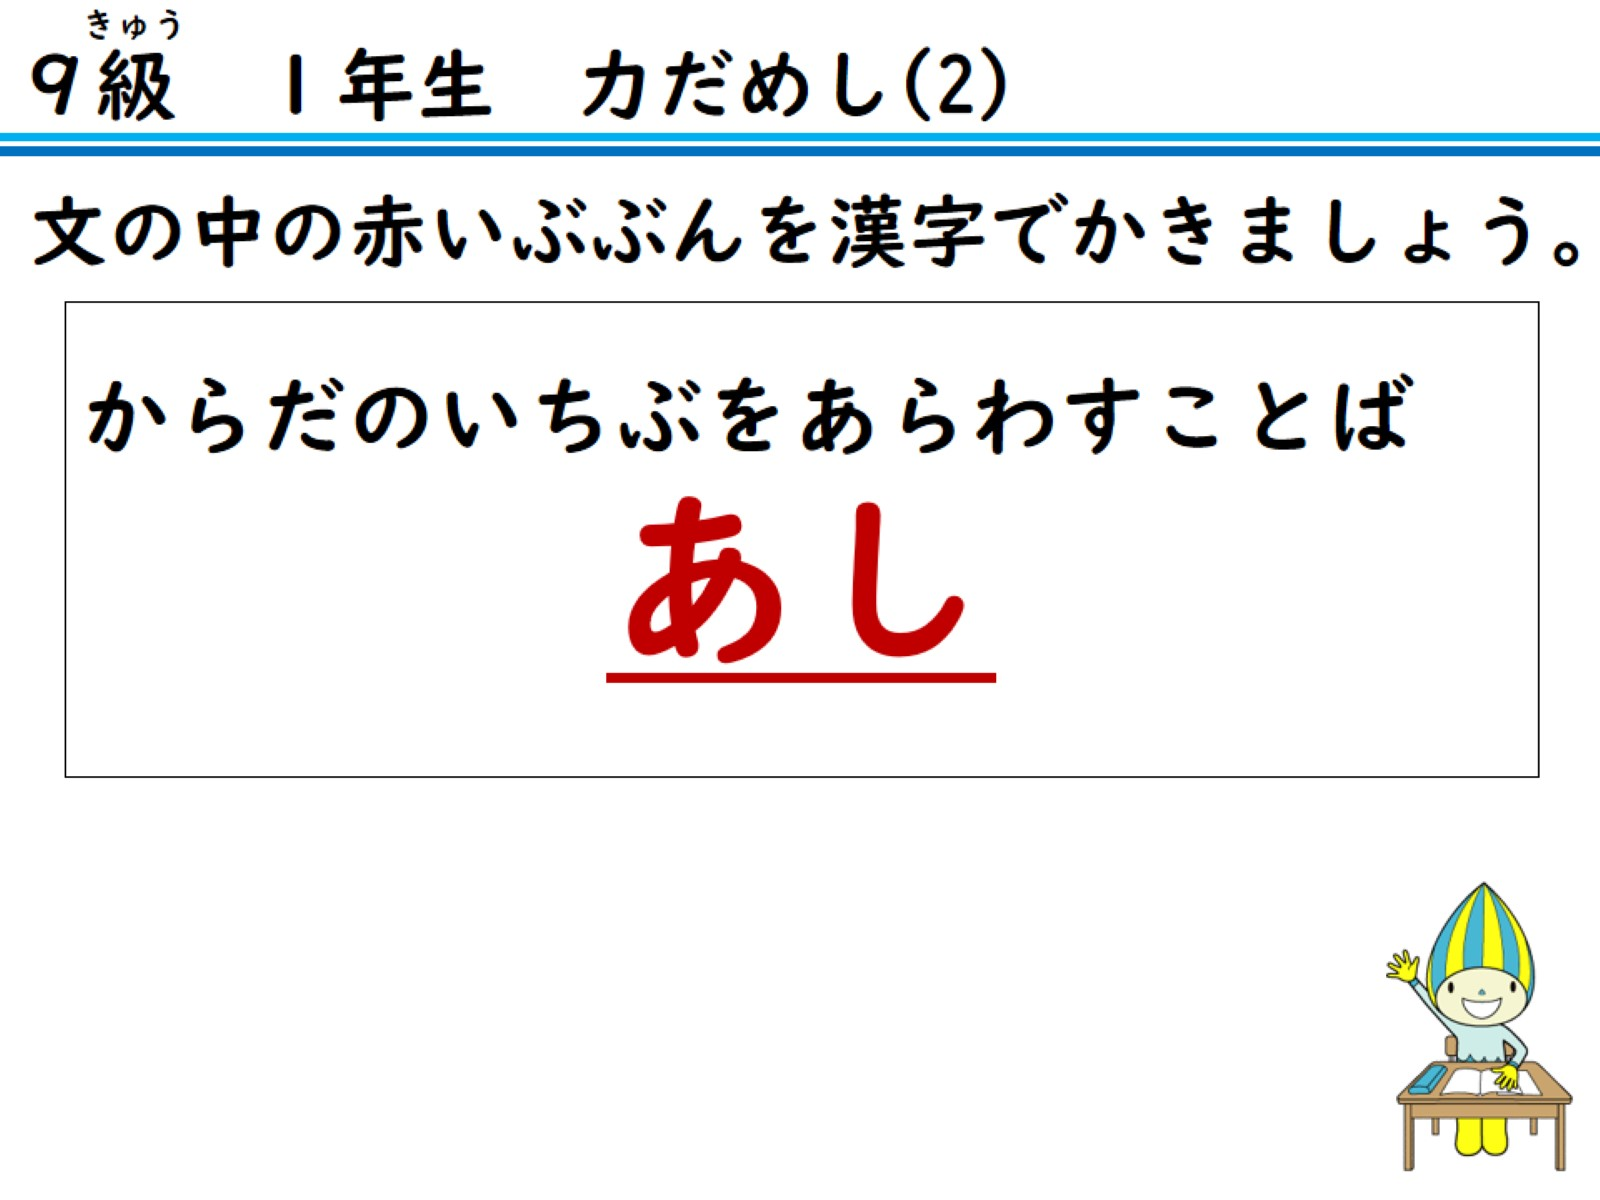 きゅう
９級　１年生　力だめし(2)
文の中の赤いぶぶんを漢字でかきましょう。
からだのいちぶをあらわすことば
あし